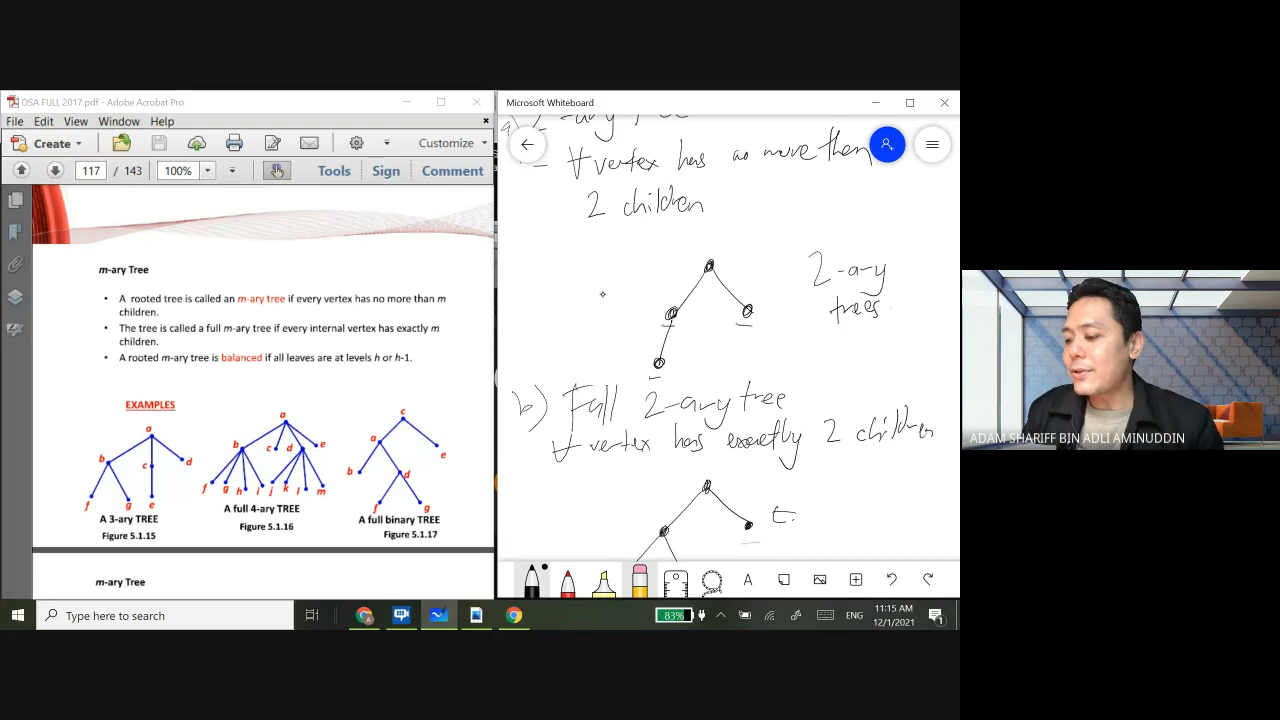 DSA FULL 2017.pdf - Adobe Acrobat Pro
File Edit View Window Help
Create
Customize
117 / 143 100%
Tools Sign Comment
m-ary Tree
• A rooted tree is called an m-ary tree if every vertex has no more than m
children.
• The tree is called a full m-ary tree if every internal vertex has exactly m
children.
• A rooted m-ary tree is balanced if all leaves are at levels h or h-1.
EXAMPLES
a
b
c
d
f
g
e
A 3-ary TREE
Figure 5.1.15
a
b
c
d
e
f g h i j k l m
A full 4-ary TREE
Figure 5.1.16
c
a
e
b
d
f
g
A full binary TREE
Figure 5.1.17
m-ary Tree
Microsoft Whiteboard
∀ vertex has no more then
2 children
2-a-y
trees
b) Full 2-ary tree
∀ vertex has exactly 2 children
ADAM SHARIFF BIN ADLI AMINUDDIN
Type here to search
83%
ENG
11:15 AM
12/1/2021